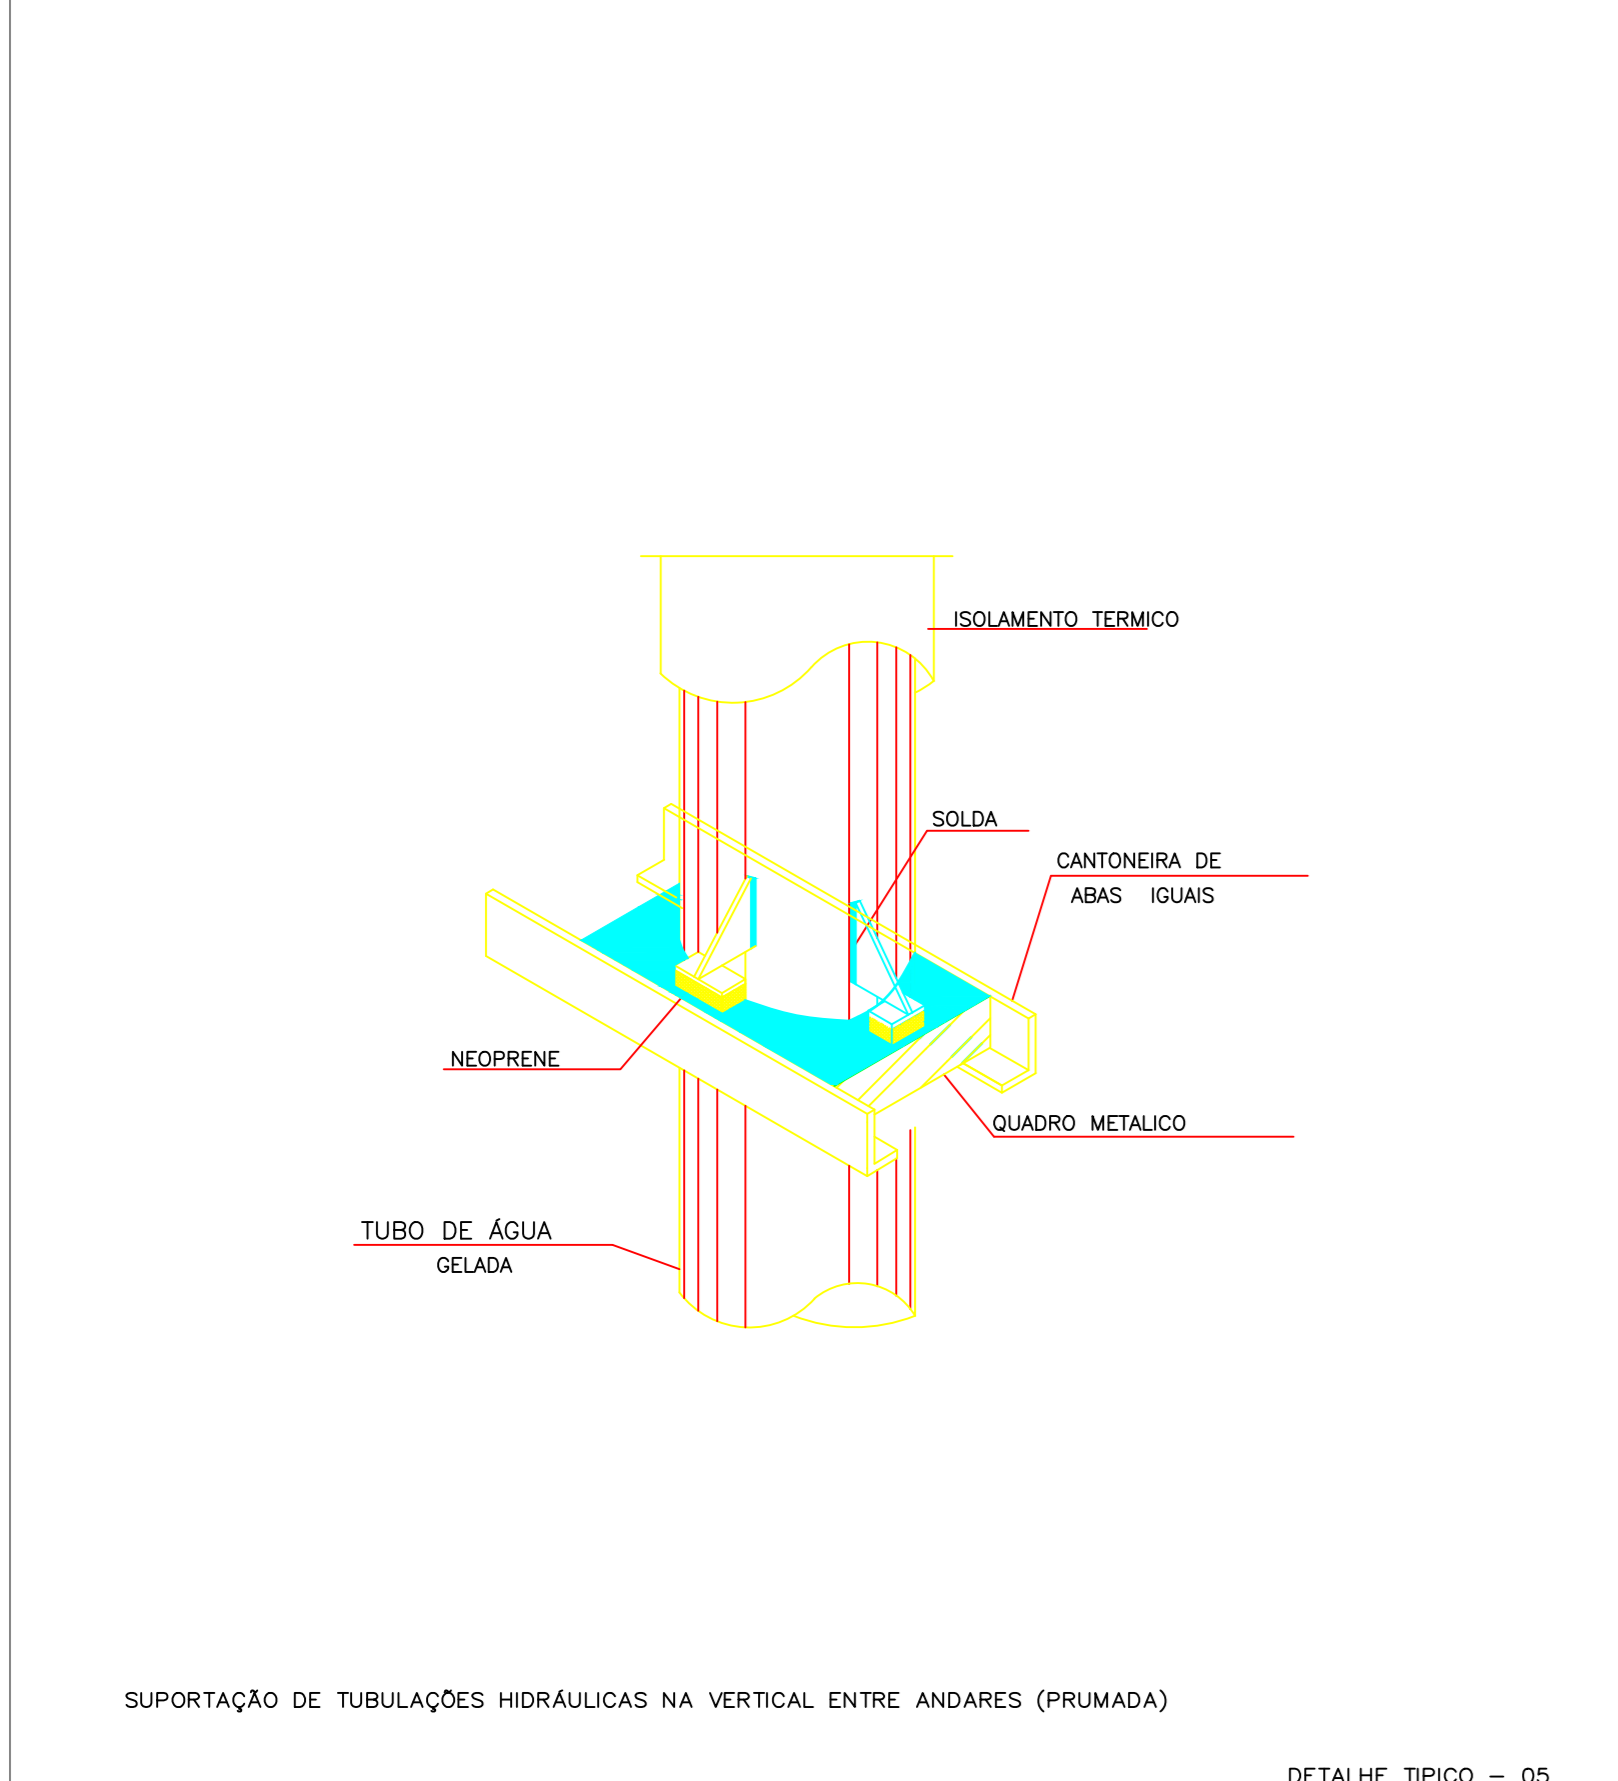 ISOLAMENTO TERMICO
SOLDA
CANTONEIRA DE
ABAS IGUAIS
NEOPRENE
QUADRO METALICO
TUBO DE ÁGUA
GELADA
SUPORTAÇÃO DE TUBULAÇÕES HIDRÁULICAS NA VERTICAL ENTRE ANDARES (PRUMADA)
DETALHE TIPICO - 05